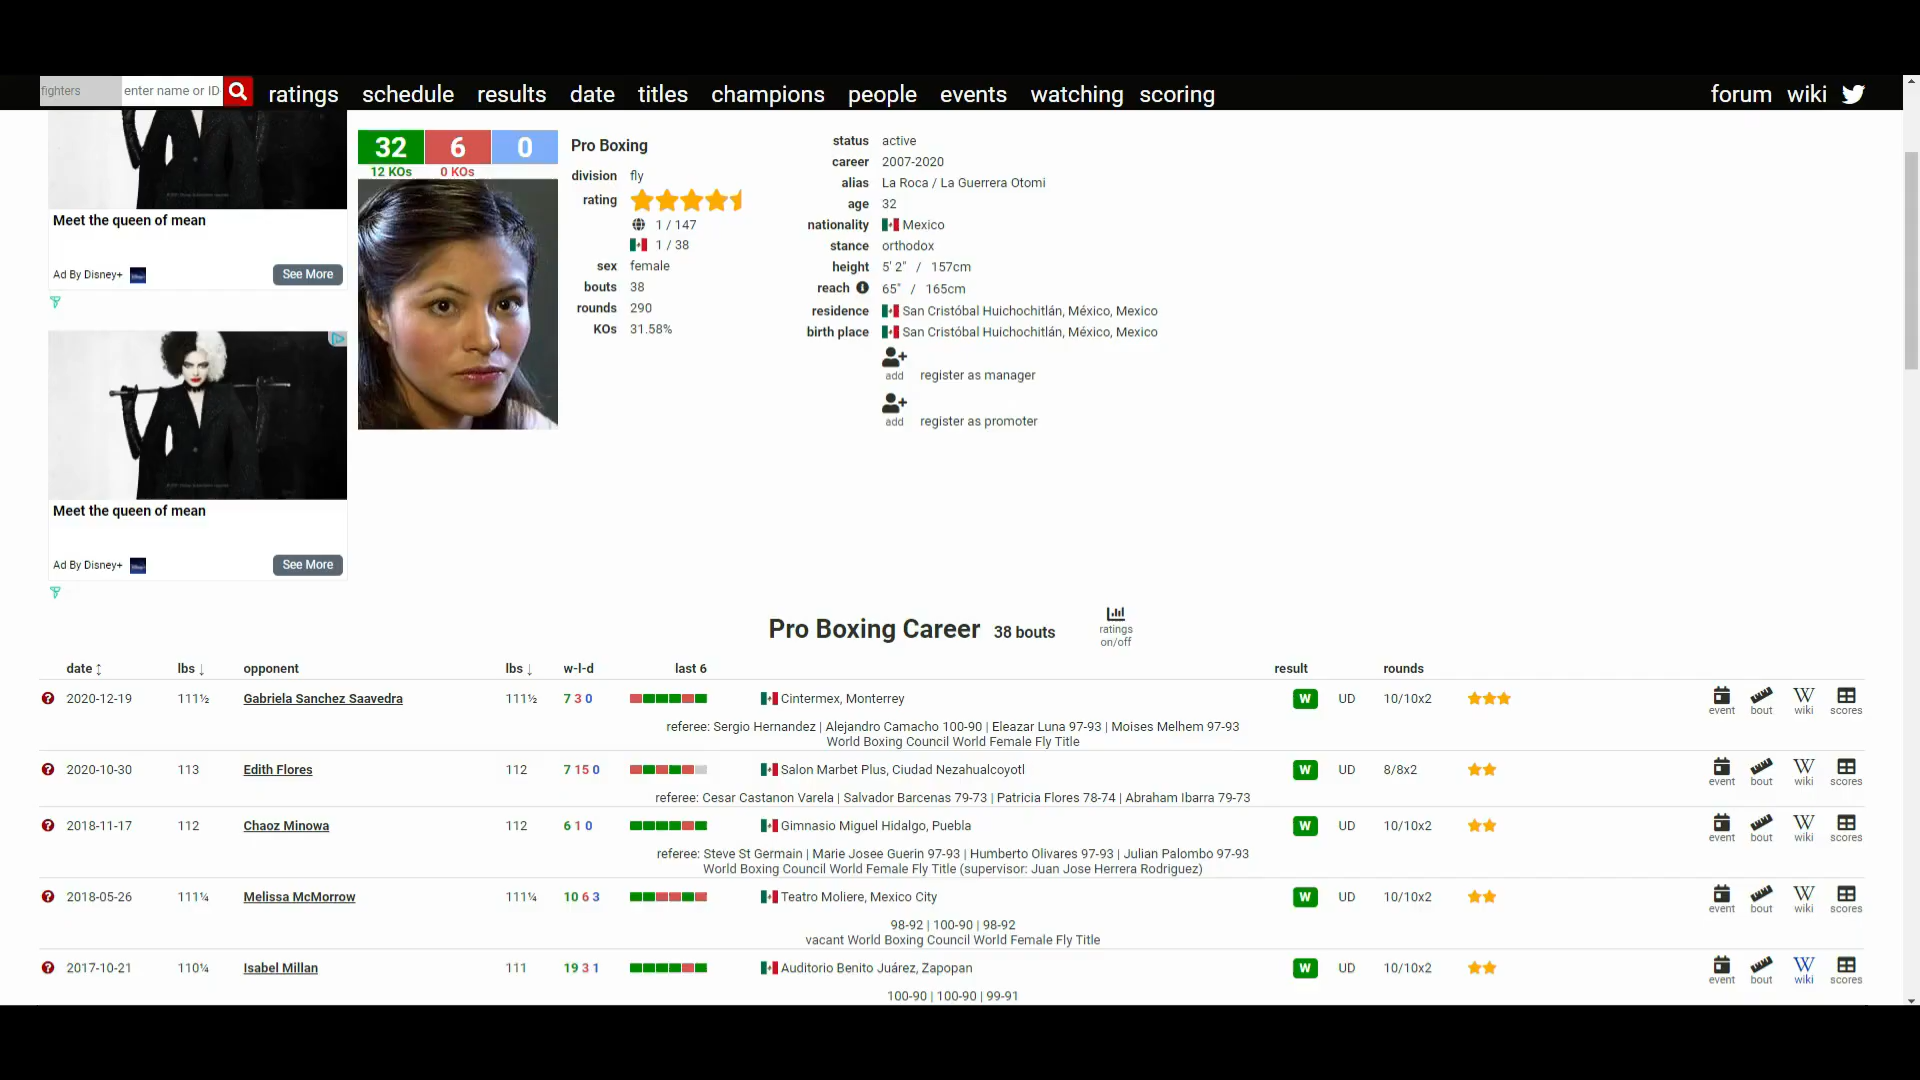 fighters enter name or ID ratings schedule results date titles champions people events watching scoring forum wiki
Meet the queen of mean
Ad By Disney+ See More
Meet the queen of mean
Ad By Disney+ See More
32 6 0
12 KOs 0 KOs
Pro Boxing
division fly
rating
1 / 147
1 / 38
sex female
bouts 38
rounds 290
KOs 31.58%
status active
career 2007-2020
alias La Roca / La Guerrera Otomi
age 32
nationality Mexico
stance orthodox
height 5' 2" / 157cm
reach 65" / 165cm
residence San Cristóbal Huichochitlán, México, Mexico
birth place San Cristóbal Huichochitlán, México, Mexico
add register as manager
add register as promoter
Pro Boxing Career 38 bouts
ratings
on/off
date lbs opponent lbs w-l-d last 6 result rounds
2020-12-19 111½ Gabriela Sanchez Saavedra 111½ 7 3 0 Cintermex, Monterrey W UD 10/10x2 event bout wiki scores
referee: Sergio Hernandez | Alejandro Camacho 100-90 | Eleazar Luna 97-93 | Moises Melhem 97-93
World Boxing Council World Female Fly Title
2020-10-30 113 Edith Flores 112 7 15 0 Salon Marbet Plus, Ciudad Nezahualcoyotl W UD 8/8x2 event bout wiki scores
referee: Cesar Castanon Varela | Salvador Barcenas 79-73 | Patricia Flores 78-74 | Abraham Ibarra 79-73
2018-11-17 112 Chaoz Minowa 112 6 1 0 Gimnasio Miguel Hidalgo, Puebla W UD 10/10x2 event bout wiki scores
referee: Steve St Germain | Marie Josee Guerin 97-93 | Humberto Olivares 97-93 | Julian Palombo 97-93
World Boxing Council World Female Fly Title (supervisor: Juan Jose Herrera Rodriguez)
2018-05-26 111¼ Melissa McMorrow 111¼ 10 6 3 Teatro Moliere, Mexico City W UD 10/10x2 event bout wiki scores
98-92 | 100-90 | 98-92
vacant World Boxing Council World Female Fly Title
2017-10-21 110¼ Isabel Millan 111 19 3 1 Auditorio Benito Juárez, Zapopan W UD 10/10x2 event bout wiki scores
100-90 | 100-90 | 99-91